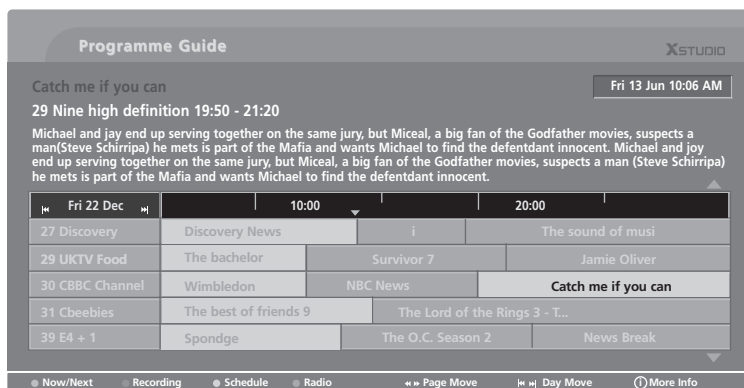 Programme Guide
XSTUDIO
Catch me if you can
Fri 13 Jun 10:06 AM
29 Nine high definition 19:50 - 21:20
Michael and jay end up serving together on the same jury, but Miceal, a big fan of the Godfather movies, suspects a
man(Steve Schirripa) he mets is part of the Mafia and wants Michael to find the defentdant innocent. Michael and joy
end up serving together on the same jury, but Miceal, a big fan of the Godfather movies, suspects a man (Steve Schirripa)
he mets is part of the Mafia and wants Michael to find the defentdant innocent.
Fri 22 Dec 10:00 20:00
27 Discovery Discovery News i The sound of musi
29 UKTV Food The bachelor Survivor 7 Jamie Oliver
30 CBBC Channel Wimbledon NBC News Catch me if you can
31 Cbeebies The best of friends 9 The Lord of the Rings 3 - T...
39 E4 + 1 Spondge The O.C. Season 2 News Break
Now/Next Recording Schedule Radio Page Move Day Move i More Info